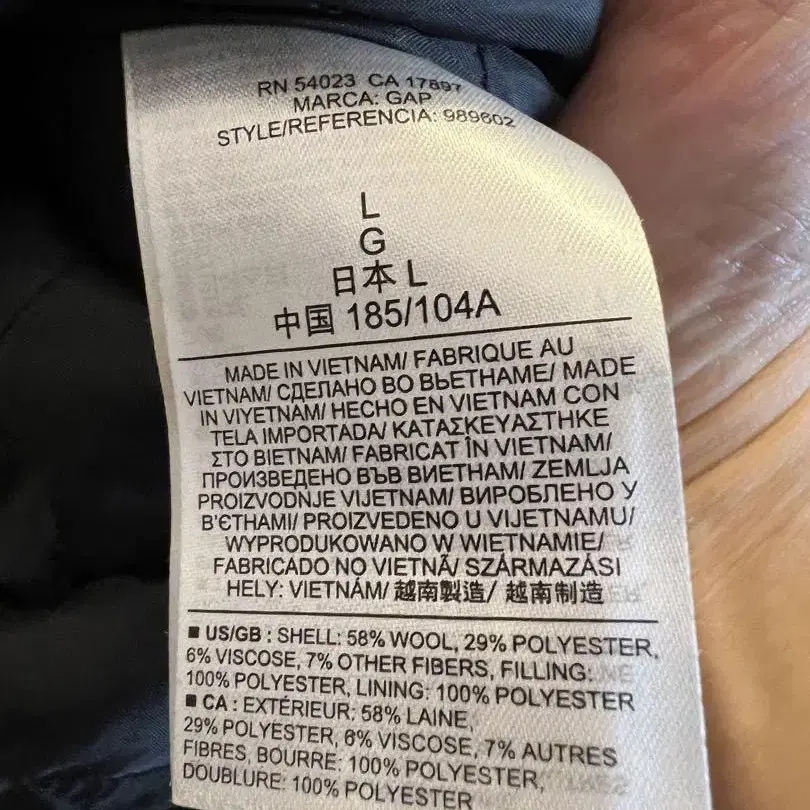 RN 54023 CA 17897
MARCA: GAP
STYLE/REFERENCIA: 989602
L
G
日本 L
中国 185/104A
MADE IN VIETNAM/ FABRIQUE AU
VIETNAM/ СДЕЛАНО ВО ВЬЕТНАМЕ/ MADE
IN VIYETNAM/ HECHO EN VIETNAM CON
TELA IMPORTADA/ ΚΑΤΑΣΚΕΥΑΣΤΗΚΕ
ΣΤΟ ΒΙΕΤΝΑΜ/ FABRICAT ÎN VIETNAM/
ПРОИЗВЕДЕНО ВЪВ ВИЕТНАМ/ ZEMLJA
PROIZVODNJE VIJETNAM/ ВИРОБЛЕНО У
В'ЄТНАМІ/ PROIZVEDENO U VIJETNAMU/
WYPRODUKOWANO W WIETNAMIE/
FABRICADO NO VIETNÃ/ SZÁRMAZÁSI
HELY: VIETNÁM/ 越南製造/ 越南制造
■ US/GB : SHELL: 58% WOOL, 29% POLYESTER,
6% VISCOSE, 7% OTHER FIBERS, FILLING:
100% POLYESTER, LINING: 100% POLYESTER
■ CA : EXTÉRIEUR: 58% LAINE,
29% POLYESTER, 6% VISCOSE, 7% AUTRES
FIBRES, BOURRE: 100% POLYESTER,
DOUBLURE: 100% POLYESTER